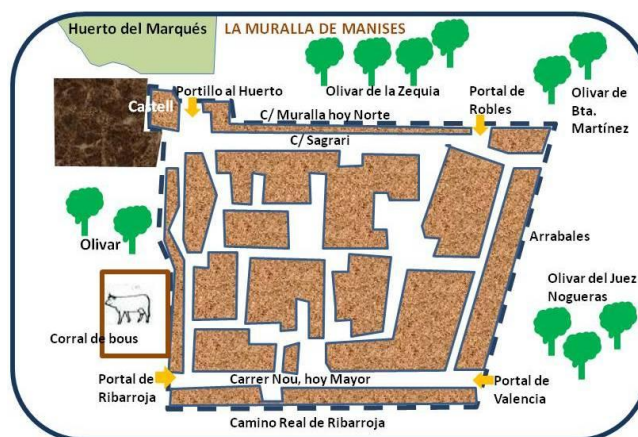 Huerto del Marqués
LA MURALLA DE MANISES
Olivar de la Zequia
Portillo al Huerto
Castell
C/ Muralla hoy Norte
C/ Sagrari
Portal de
Robles
Olivar de
Bta.
Martínez
Olivar
Arrabales
Olivar del Juez
Nogueras
Corral de bous
Portal de
Ribarroja
Carrer Nou, hoy Mayor
Portal de
Valencia
Camino Real de Ribarroja